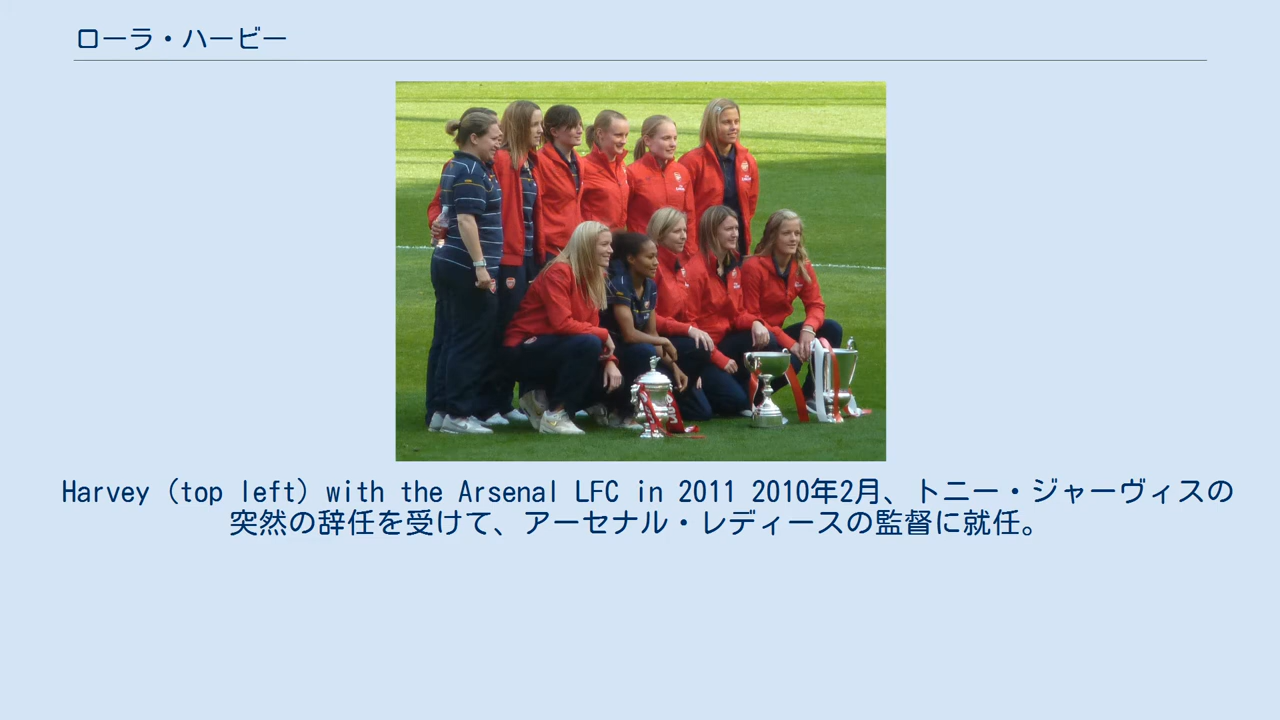 ローラ・ハービー
Harvey (top left) with the Arsenal LFC in 2011 2010年2月、トニー・ジャーヴィスの
突然の辞任を受けて、アーセナル・レディースの監督に就任。